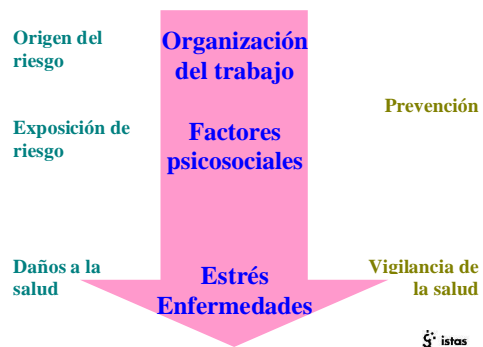 Origen del
riesgo
Organización
del trabajo
Prevención
Exposición de
riesgo
Factores
psicosociales
Daños a la
salud
Estrés
Enfermedades
Vigilancia de
la salud
istas